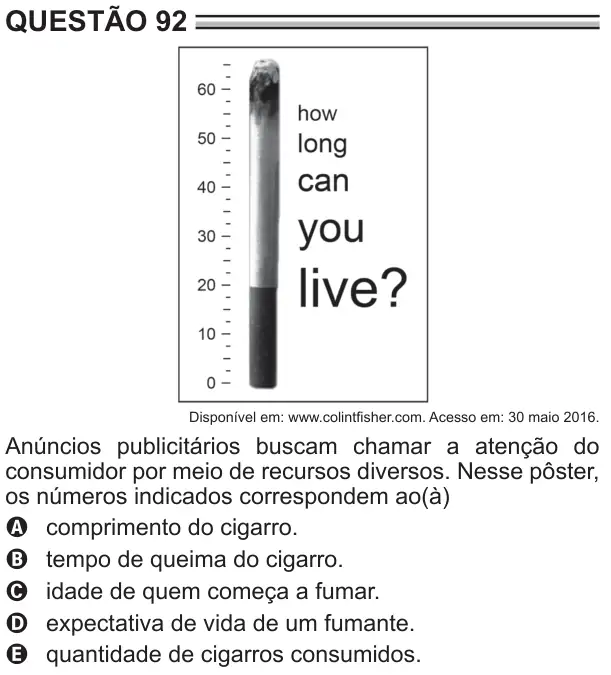 QUESTÃO 92
60
50
40
30
20
10
0
how
long
can
you
live?
Disponível em: www.colintfisher.com. Acesso em: 30 maio 2016.
Anúncios publicitários buscam chamar a atenção do
consumidor por meio de recursos diversos. Nesse pôster,
os números indicados correspondem ao(à)
A comprimento do cigarro.
B tempo de queima do cigarro.
C idade de quem começa a fumar.
D expectativa de vida de um fumante.
E quantidade de cigarros consumidos.